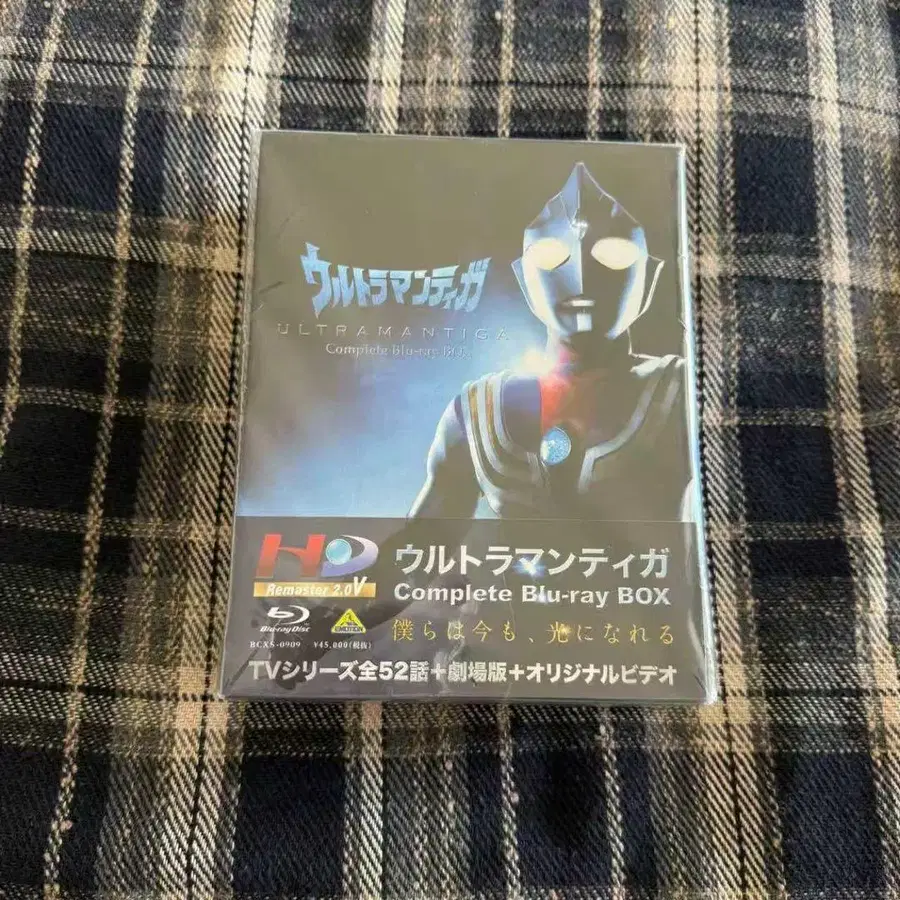 ウルトラマンティガ
ULTRAMANTIGA
Complete Blu-ray BOX
HD
Remaster 2.0V
ウルトラマンティガ
Complete Blu-ray BOX
Blu-ray Disc
EMOTION
僕らは今も、光になれる
BCXS-0909 ¥45,000(税抜)
TVシリーズ全52話+劇場版+オリジナルビデオ